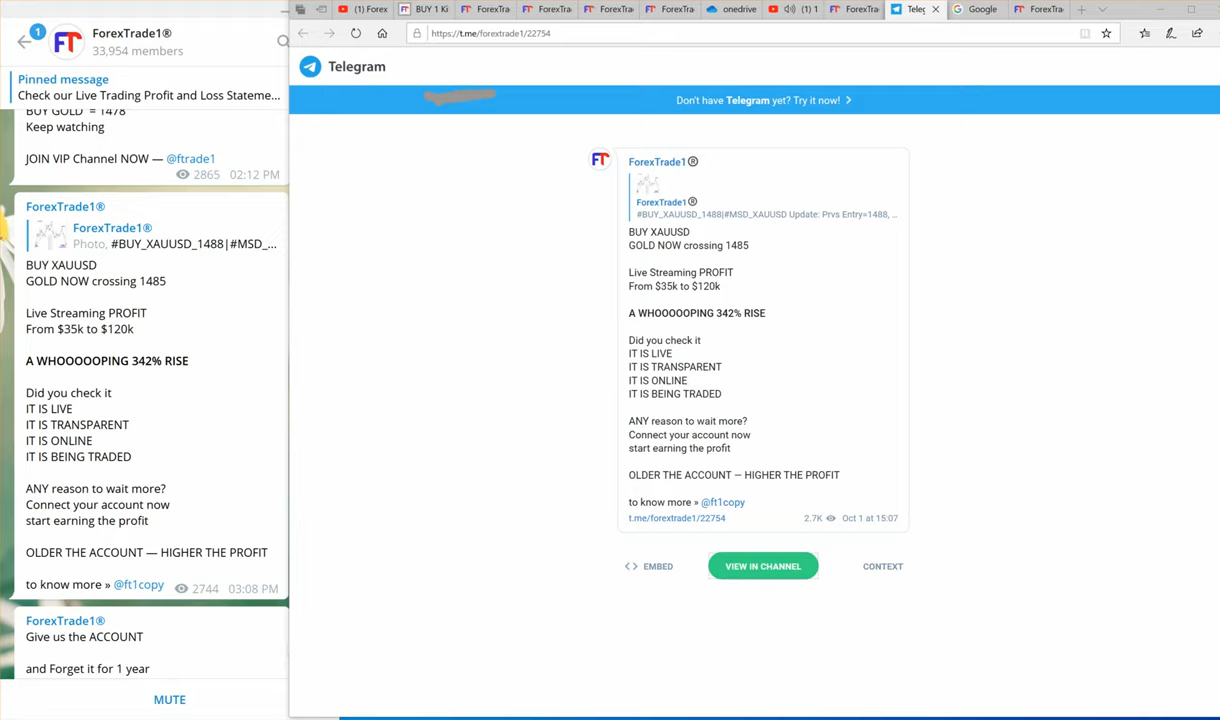 1
ForexTrade1®
33,954 members
Pinned message
Check our Live Trading Profit and Loss Stateme...
BUY GOLD = 1478
Keep watching
JOIN VIP Channel NOW — @ftrade1
2865 02:12 PM
ForexTrade1®
ForexTrade1®
Photo, #BUY_XAUUSD_1488|#MSD_...
BUY XAUUSD
GOLD NOW crossing 1485
Live Streaming PROFIT
From $35k to $120k
A WHOOOOOPING 342% RISE
Did you check it
IT IS LIVE
IT IS TRANSPARENT
IT IS ONLINE
IT IS BEING TRADED
ANY reason to wait more?
Connect your account now
start earning the profit
OLDER THE ACCOUNT — HIGHER THE PROFIT
to know more » @ft1copy 2744 03:08 PM
ForexTrade1®
Give us the ACCOUNT
and Forget it for 1 year
MUTE
(1) Forex
BUY 1 Ki
ForexTra
ForexTra
ForexTra
ForexTra
onedrive
(1) 1
ForexTra
Teleg
Google
ForexTra
https://t.me/forextrade1/22754
Telegram
Don't have Telegram yet? Try it now!
FT
ForexTrade1®
ForexTrade1®
#BUY_XAUUSD_1488|#MSD_XAUUSD Update: Prvs Entry=1488, ...
BUY XAUUSD
GOLD NOW crossing 1485
Live Streaming PROFIT
From $35k to $120k
A WHOOOOOPING 342% RISE
Did you check it
IT IS LIVE
IT IS TRANSPARENT
IT IS ONLINE
IT IS BEING TRADED
ANY reason to wait more?
Connect your account now
start earning the profit
OLDER THE ACCOUNT — HIGHER THE PROFIT
to know more » @ft1copy
t.me/forextrade1/22754 2.7K Oct 1 at 15:07
EMBED
VIEW IN CHANNEL
CONTEXT